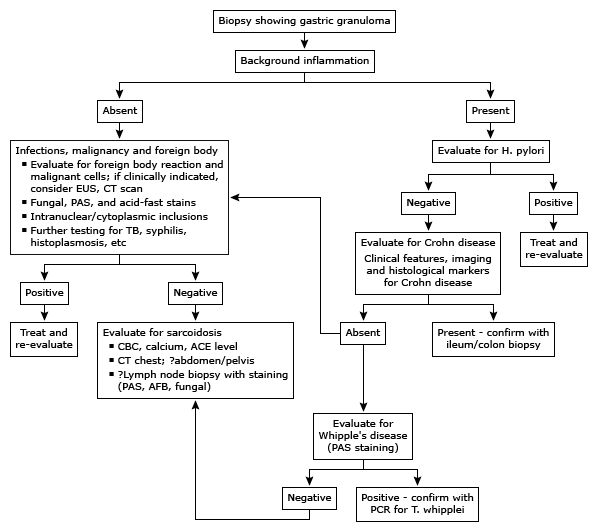 Biopsy showing gastric granuloma
Background inflammation
Absent
Present
Infections, malignancy and foreign body
▪ Evaluate for foreign body reaction and
malignant cells; if clinically indicated,
consider EUS, CT scan
▪ Fungal, PAS, and acid-fast stains
▪ Intranuclear/cytoplasmic inclusions
▪ Further testing for TB, syphilis,
histoplasmosis, etc
Evaluate for H. pylori
Negative
Positive
Evaluate for Crohn disease
Clinical features, imaging
and histological markers
for Crohn disease
Treat and
re-evaluate
Positive
Negative
Treat and
re-evaluate
Evaluate for sarcoidosis
▪ CBC, calcium, ACE level
▪ CT chest; ?abdomen/pelvis
▪ ?Lymph node biopsy with staining
(PAS, AFB, fungal)
Absent
Present - confirm with
ileum/colon biopsy
Evaluate for
Whipple's disease
(PAS staining)
Negative
Positive - confirm with
PCR for T. whipplei